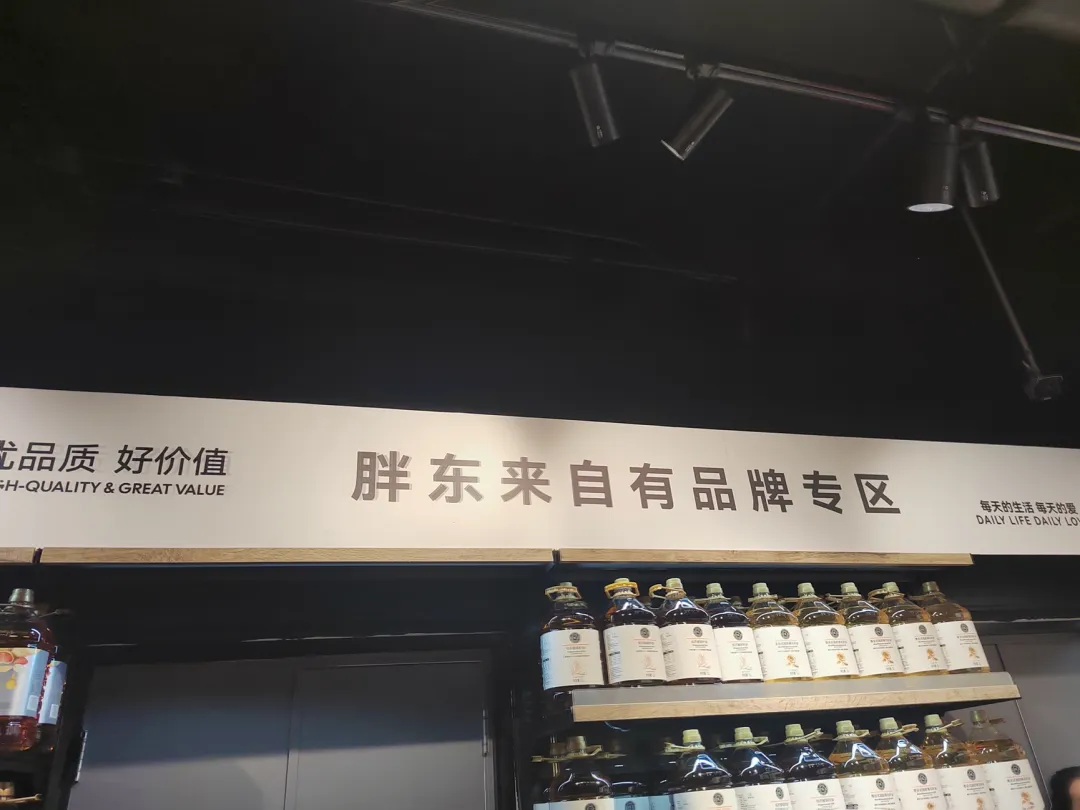 优品质 好价值
GH-QUALITY & GREAT VALUE
胖东来自有品牌专区
每天的生活 每天的爱
DAILY LIFE DAILY LO